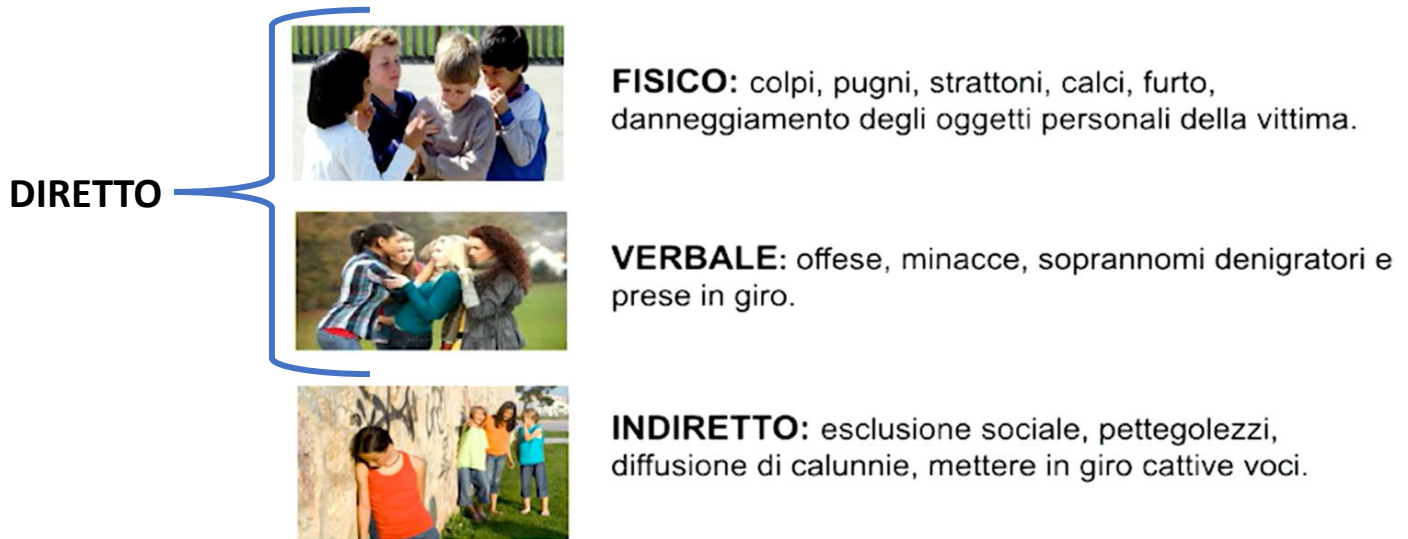 DIRETTO
FISICO: colpi, pugni, strattoni, calci, furto,
danneggiamento degli oggetti personali della vittima.
VERBALE: offese, minacce, soprannomi denigratori e
prese in giro.
INDIRETTO: esclusione sociale, pettegolezzi,
diffusione di calunnie, mettere in giro cattive voci.